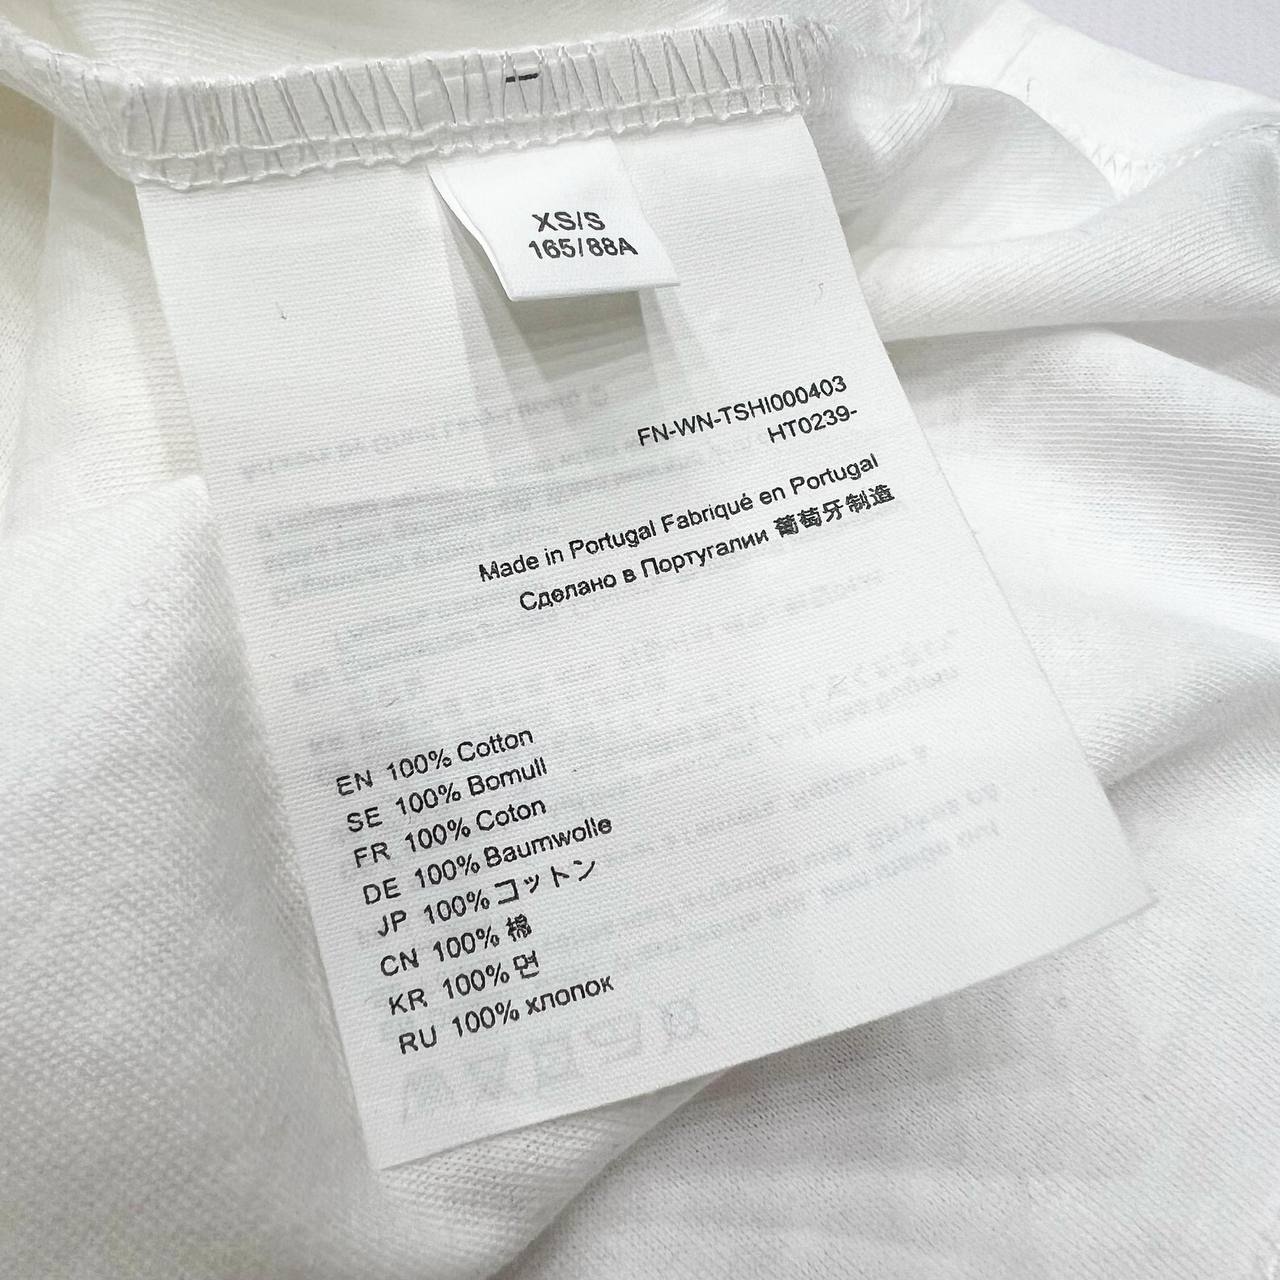 XS/S
165/88A
FN-WN-TSHI000403
HT0239-
Made in Portugal Fabriqué en Portugal
Сделано в Португалии 葡萄牙制造
EN 100% Cotton
SE 100% Bomull
FR 100% Coton
DE 100% Baumwolle
JP 100% コットン
CN 100% 棉
KR 100% 면
RU 100% хлопок